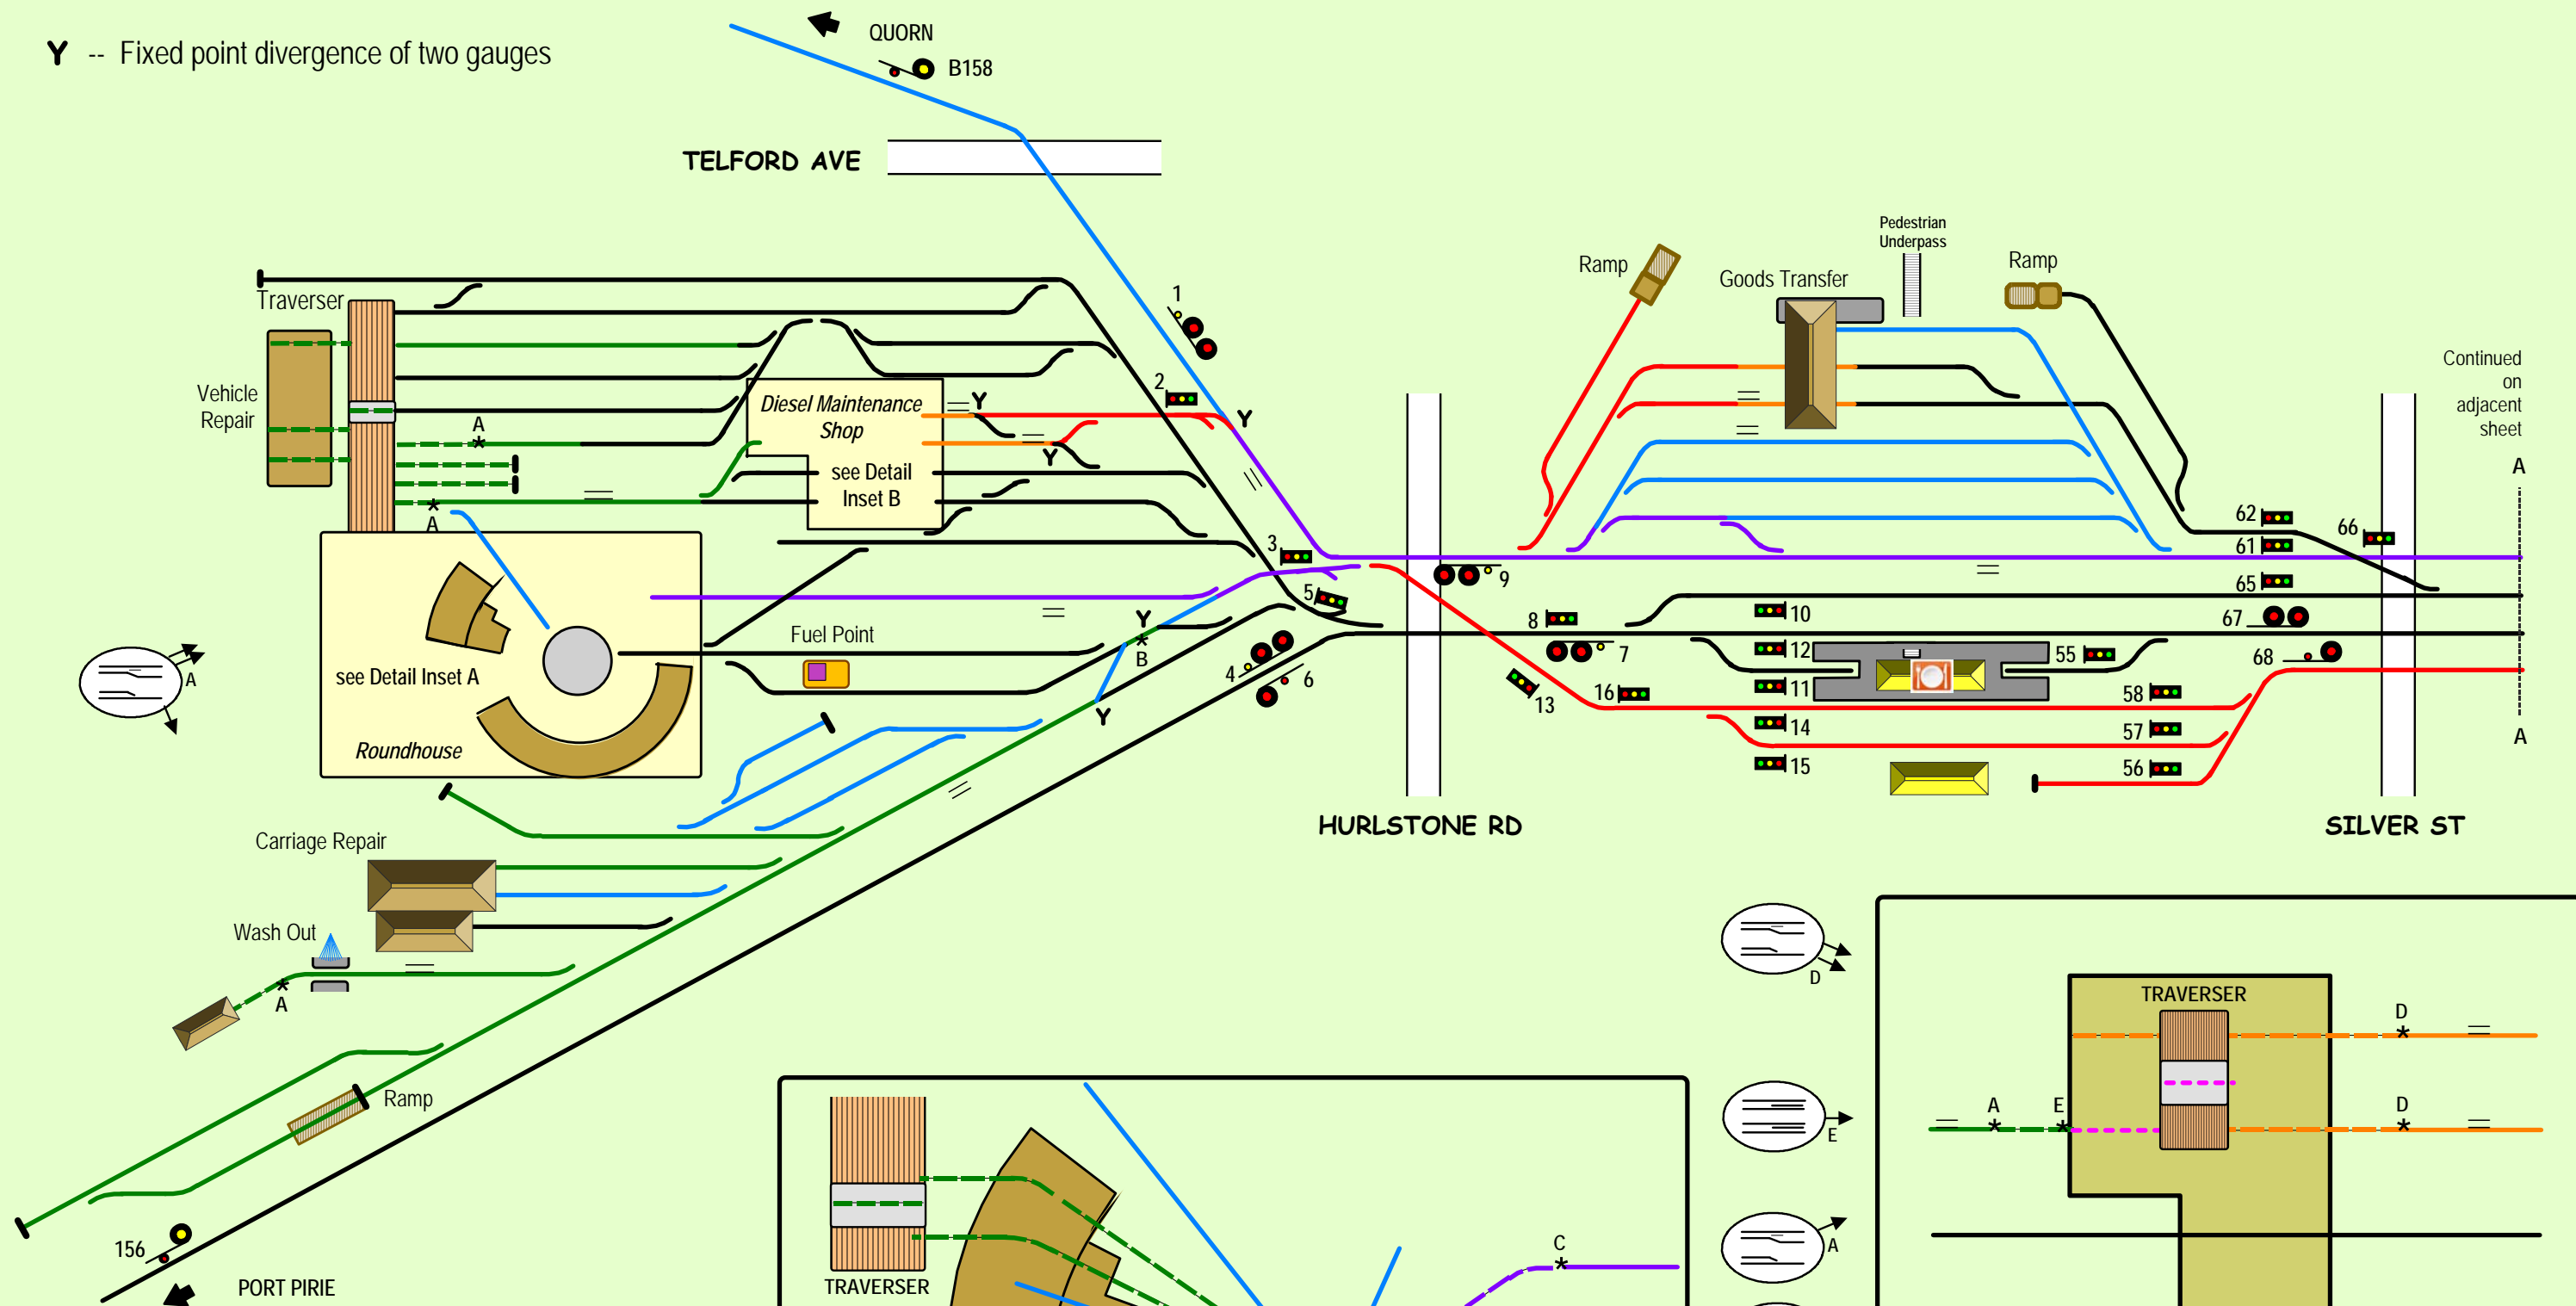 Y -- Fixed point divergence of two gauges
QUORN
B158
TELFORD AVE
Pedestrian
Underpass
Ramp
Ramp
Goods Transfer
1
2
Traverser
Vehicle
Repair
A
A
Y
Y
Y
Diesel Maintenance
Shop
see Detail
Inset B
Continued
on
adjacent
sheet
A
A
3
5
9
62
61
66
65
67
68
10
8
7
12
11
55
58
14
57
15
56
13
16
4
6
Y
B
Y
Fuel Point
see Detail Inset A
Roundhouse
A
HURLSTONE RD
SILVER ST
Carriage Repair
Wash Out
A
Ramp
156
PORT PIRIE
D
E
A
TRAVERSER
D
A
E
D
TRAVERSER
C